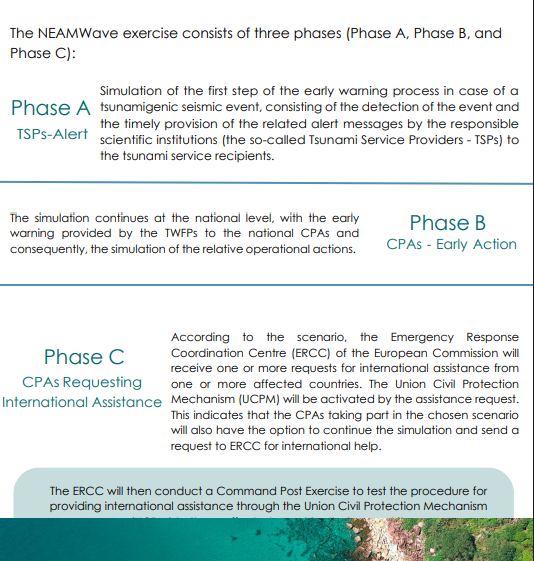 The NEAMWave exercise consists of three phases (Phase A, Phase B, and
Phase C):
Phase A
TSPs-Alert
Simulation of the first step of the early warning process in case of a
tsunamigenic seismic event, consisting of the detection of the event and
the timely provision of the related alert messages by the responsible
scientific institutions (the so-called Tsunami Service Providers - TSPs) to
the tsunami service recipients.
The simulation continues at the national level, with the early
warning provided by the TWFPs to the national CPAs and
consequently, the simulation of the relative operational actions.
Phase B
CPAs - Early Action
Phase C
CPAs Requesting
International Assistance
According to the scenario, the Emergency Response
Coordination Centre (ERCC) of the European Commission will
receive one or more requests for international assistance from
one or more affected countries. The Union Civil Protection
Mechanism (UCPM) will be activated by the assistance request.
This indicates that the CPAs taking part in the chosen scenario
will also have the option to continue the simulation and send a
request to ERCC for international help.
The ERCC will then conduct a Command Post Exercise to test the procedure for
providing international assistance through the Union Civil Protection Mechanism